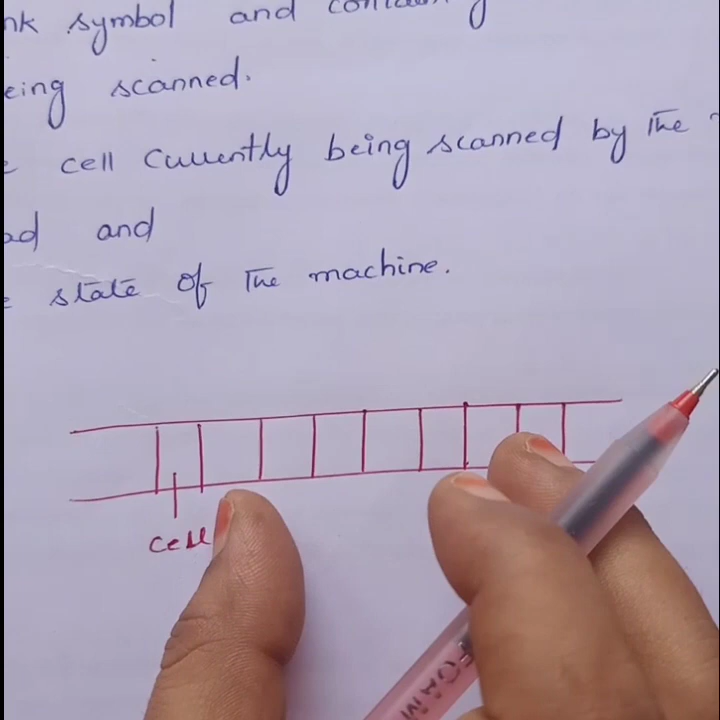 nk symbol and
eing scanned.
e cell currently being scanned by the
ad and
e state of the machine.
cell